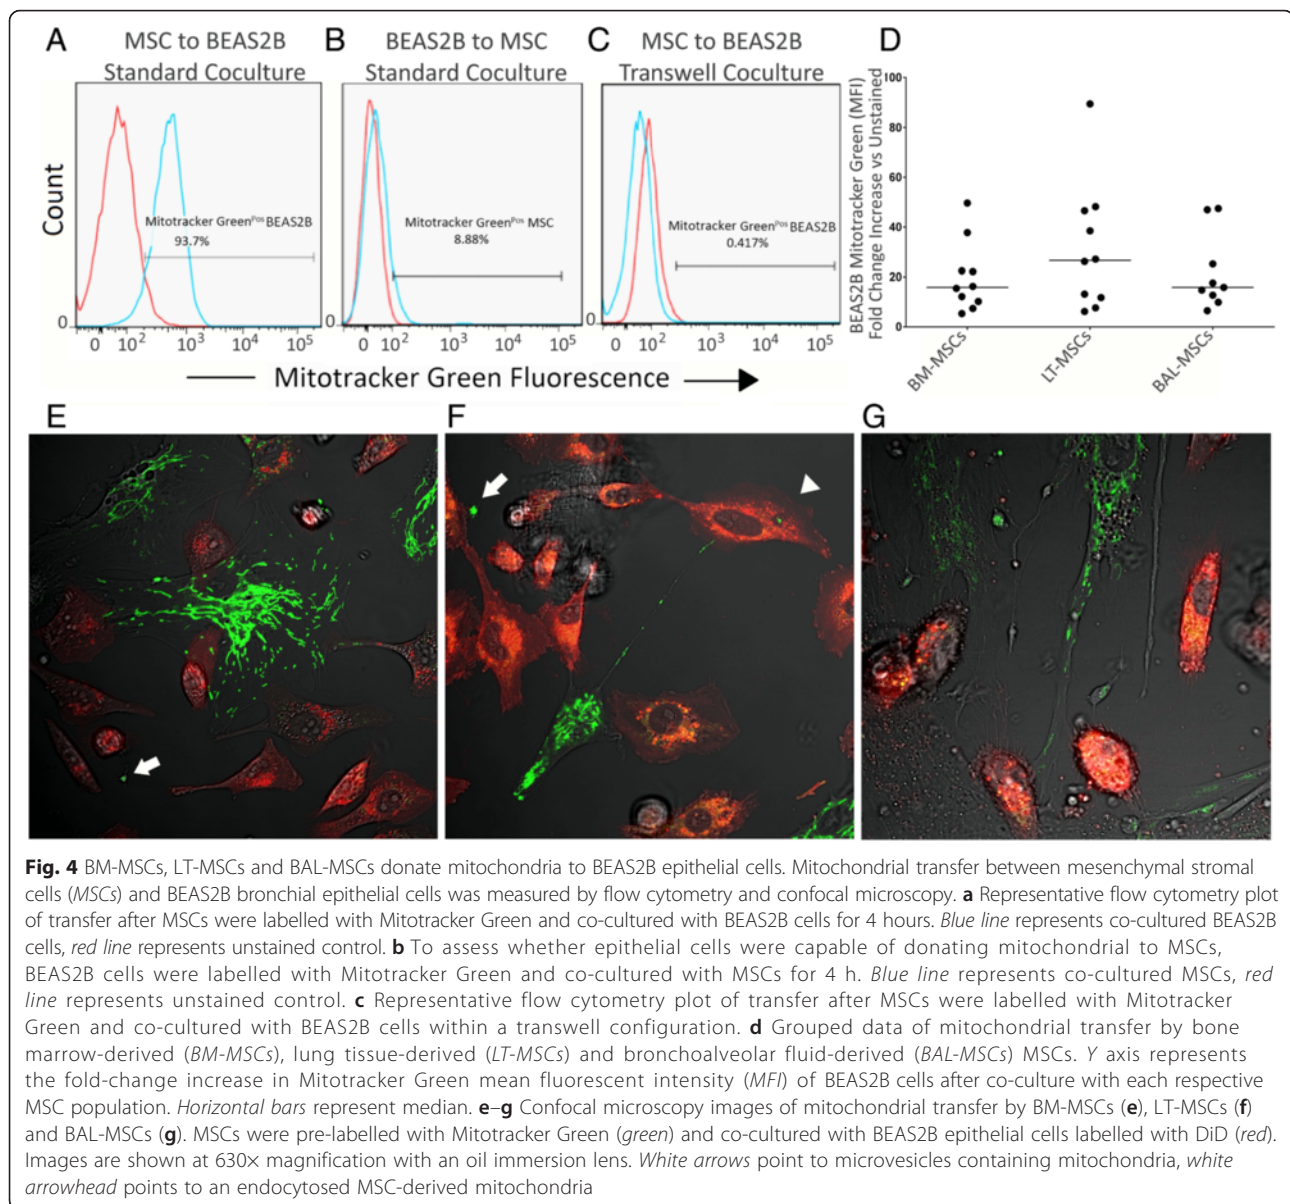 A MSC to BEAS2B Standard Coculture
B BEAS2B to MSC Standard Coculture
C MSC to BEAS2B Transwell Coculture
D
Count
Mitotracker Green^Pos BEAS2B
93.7%
0
0 10^2 10^3 10^4 10^5
Mitotracker Green^Pos MSC
8.88%
0
0 10^2 10^3 10^4 10^5
Mitotracker Green^Pos BEAS2B
0.417%
0
0 10^2 10^3 10^4 10^5
Mitotracker Green Fluorescence
BEAS2B Mitotracker Green (MFI)
Fold Change Increase vs Unstained
100
80
60
40
20
0
BM-MSCs
LT-MSCs
BAL-MSCs
E
F
G
Fig. 4 BM-MSCs, LT-MSCs and BAL-MSCs donate mitochondria to BEAS2B epithelial cells. Mitochondrial transfer between mesenchymal stromal
cells (MSCs) and BEAS2B bronchial epithelial cells was measured by flow cytometry and confocal microscopy. a Representative flow cytometry plot
of transfer after MSCs were labelled with Mitotracker Green and co-cultured with BEAS2B cells for 4 hours. Blue line represents co-cultured BEAS2B
cells, red line represents unstained control. b To assess whether epithelial cells were capable of donating mitochondrial to MSCs,
BEAS2B cells were labelled with Mitotracker Green and co-cultured with MSCs for 4 h. Blue line represents co-cultured MSCs, red
line represents unstained control. c Representative flow cytometry plot of transfer after MSCs were labelled with Mitotracker
Green and co-cultured with BEAS2B cells within a transwell configuration. d Grouped data of mitochondrial transfer by bone
marrow-derived (BM-MSCs), lung tissue-derived (LT-MSCs) and bronchoalveolar fluid-derived (BAL-MSCs) MSCs. Y axis represents
the fold-change increase in Mitotracker Green mean fluorescent intensity (MFI) of BEAS2B cells after co-culture with each respective
MSC population. Horizontal bars represent median. e–g Confocal microscopy images of mitochondrial transfer by BM-MSCs (e), LT-MSCs (f)
and BAL-MSCs (g). MSCs were pre-labelled with Mitotracker Green (green) and co-cultured with BEAS2B epithelial cells labelled with DiD (red).
Images are shown at 630× magnification with an oil immersion lens. White arrows point to microvesicles containing mitochondria, white
arrowhead points to an endocytosed MSC-derived mitochondria